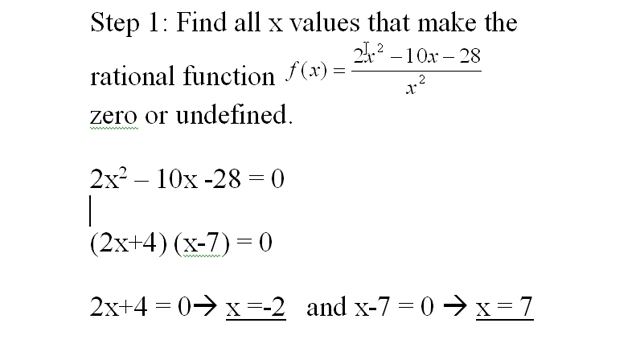 Step 1: Find all x values that make the
rational function f(x) = (2x² – 10x – 28)/x²
zero or undefined.
2x² – 10x -28 = 0
(2x+4) (x-7) = 0
2x+4 = 0→ x =-2 and x-7 = 0 → x = 7